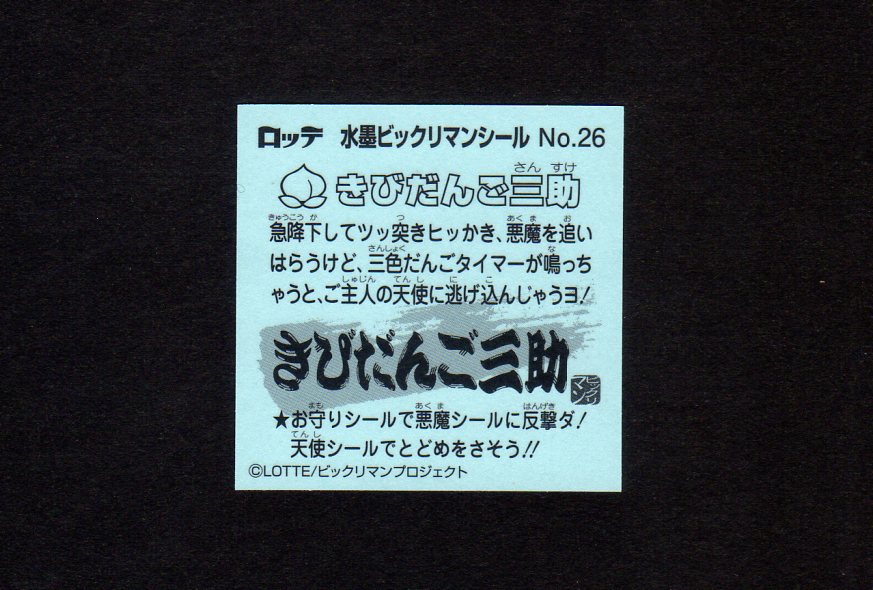 ロッテ 水墨ビックリマンシール No.26
さん すけ
きびだんご三助
きゅうこう か つ あくま お
急降下してツッ突きヒッかき、悪魔を追い
さんしょく な
はらうけど、三色だんごタイマーが鳴っち
しゅじん てんし に こ
ゃうと、ご主人の天使に逃げ込んじゃうヨ!
きびだんご三助
ビックリマン
まも あくま はんげき
★お守りシールで悪魔シールに反撃ダ!
てんし
天使シールでとどめをさそう!!
©LOTTE/ビックリマンプロジェクト